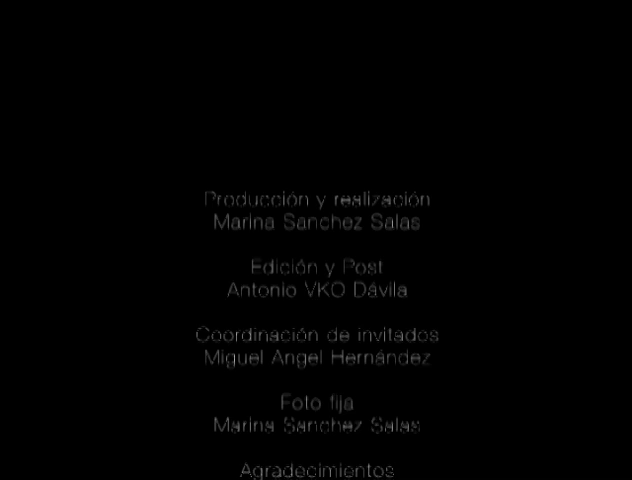 Producción y realización
Marina Sanchez Salas
Edición y Post
Antonio VKO Dávila
Coordinación de invitados
Miguel Angel Hernández
Foto fija
Marina Sanchez Salas
Agradecimientos